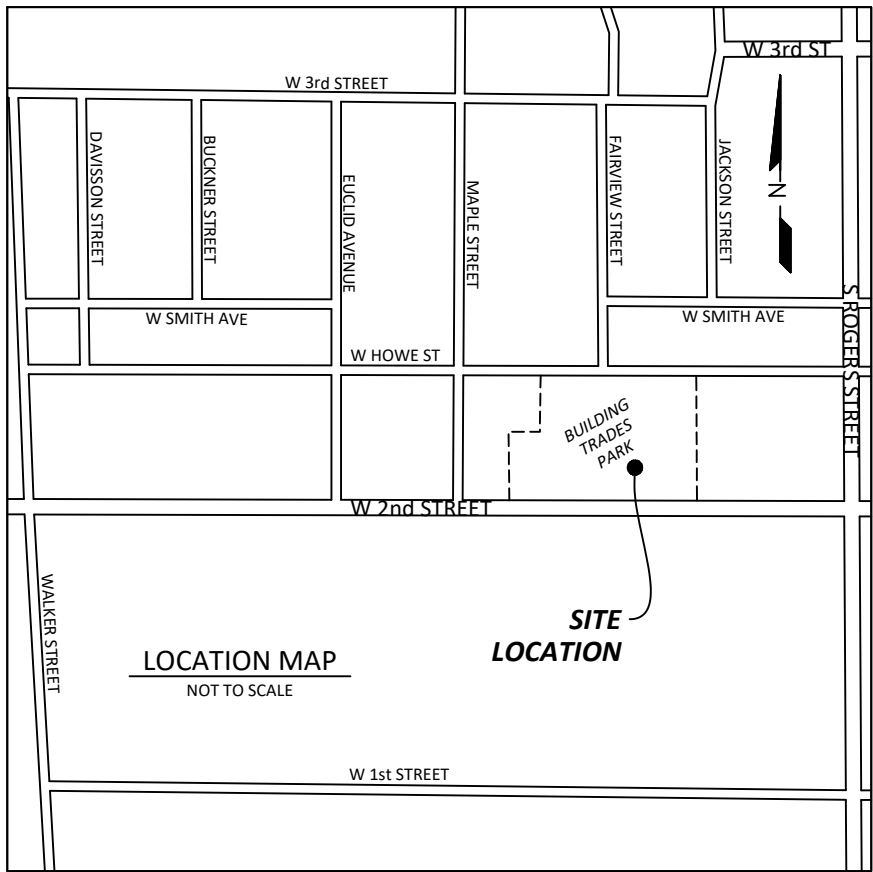 W 3rd ST
W 3rd STREET
DAVISSON STREET
BUCKNER STREET
EUCLID AVENUE
MAPLE STREET
FAIRVIEW STREET
JACKSON STREET
N
S ROGERS STREET
W SMITH AVE
W SMITH AVE
W HOWE ST
BUILDING
TRADES
PARK
W 2nd STREET
WALKER STREET
SITE
LOCATION
LOCATION MAP
NOT TO SCALE
W 1st STREET